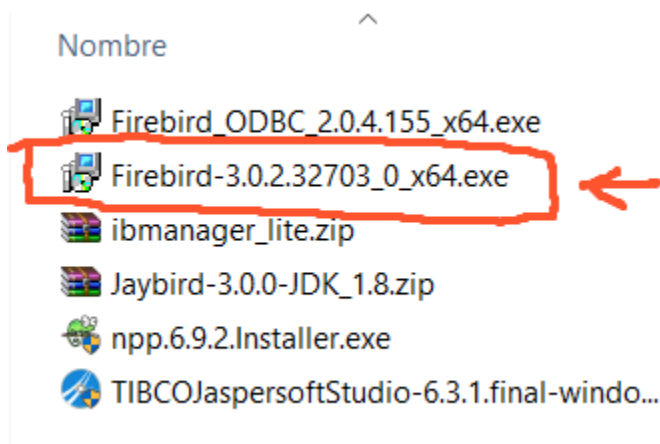 Nombre
Firebird_ODBC_2.0.4.155_x64.exe
Firebird-3.0.2.32703_0_x64.exe
ibmanager_lite.zip
Jaybird-3.0.0-JDK_1.8.zip
npp.6.9.2.Installer.exe
TIBCOJaspersoftStudio-6.3.1.final-windo...